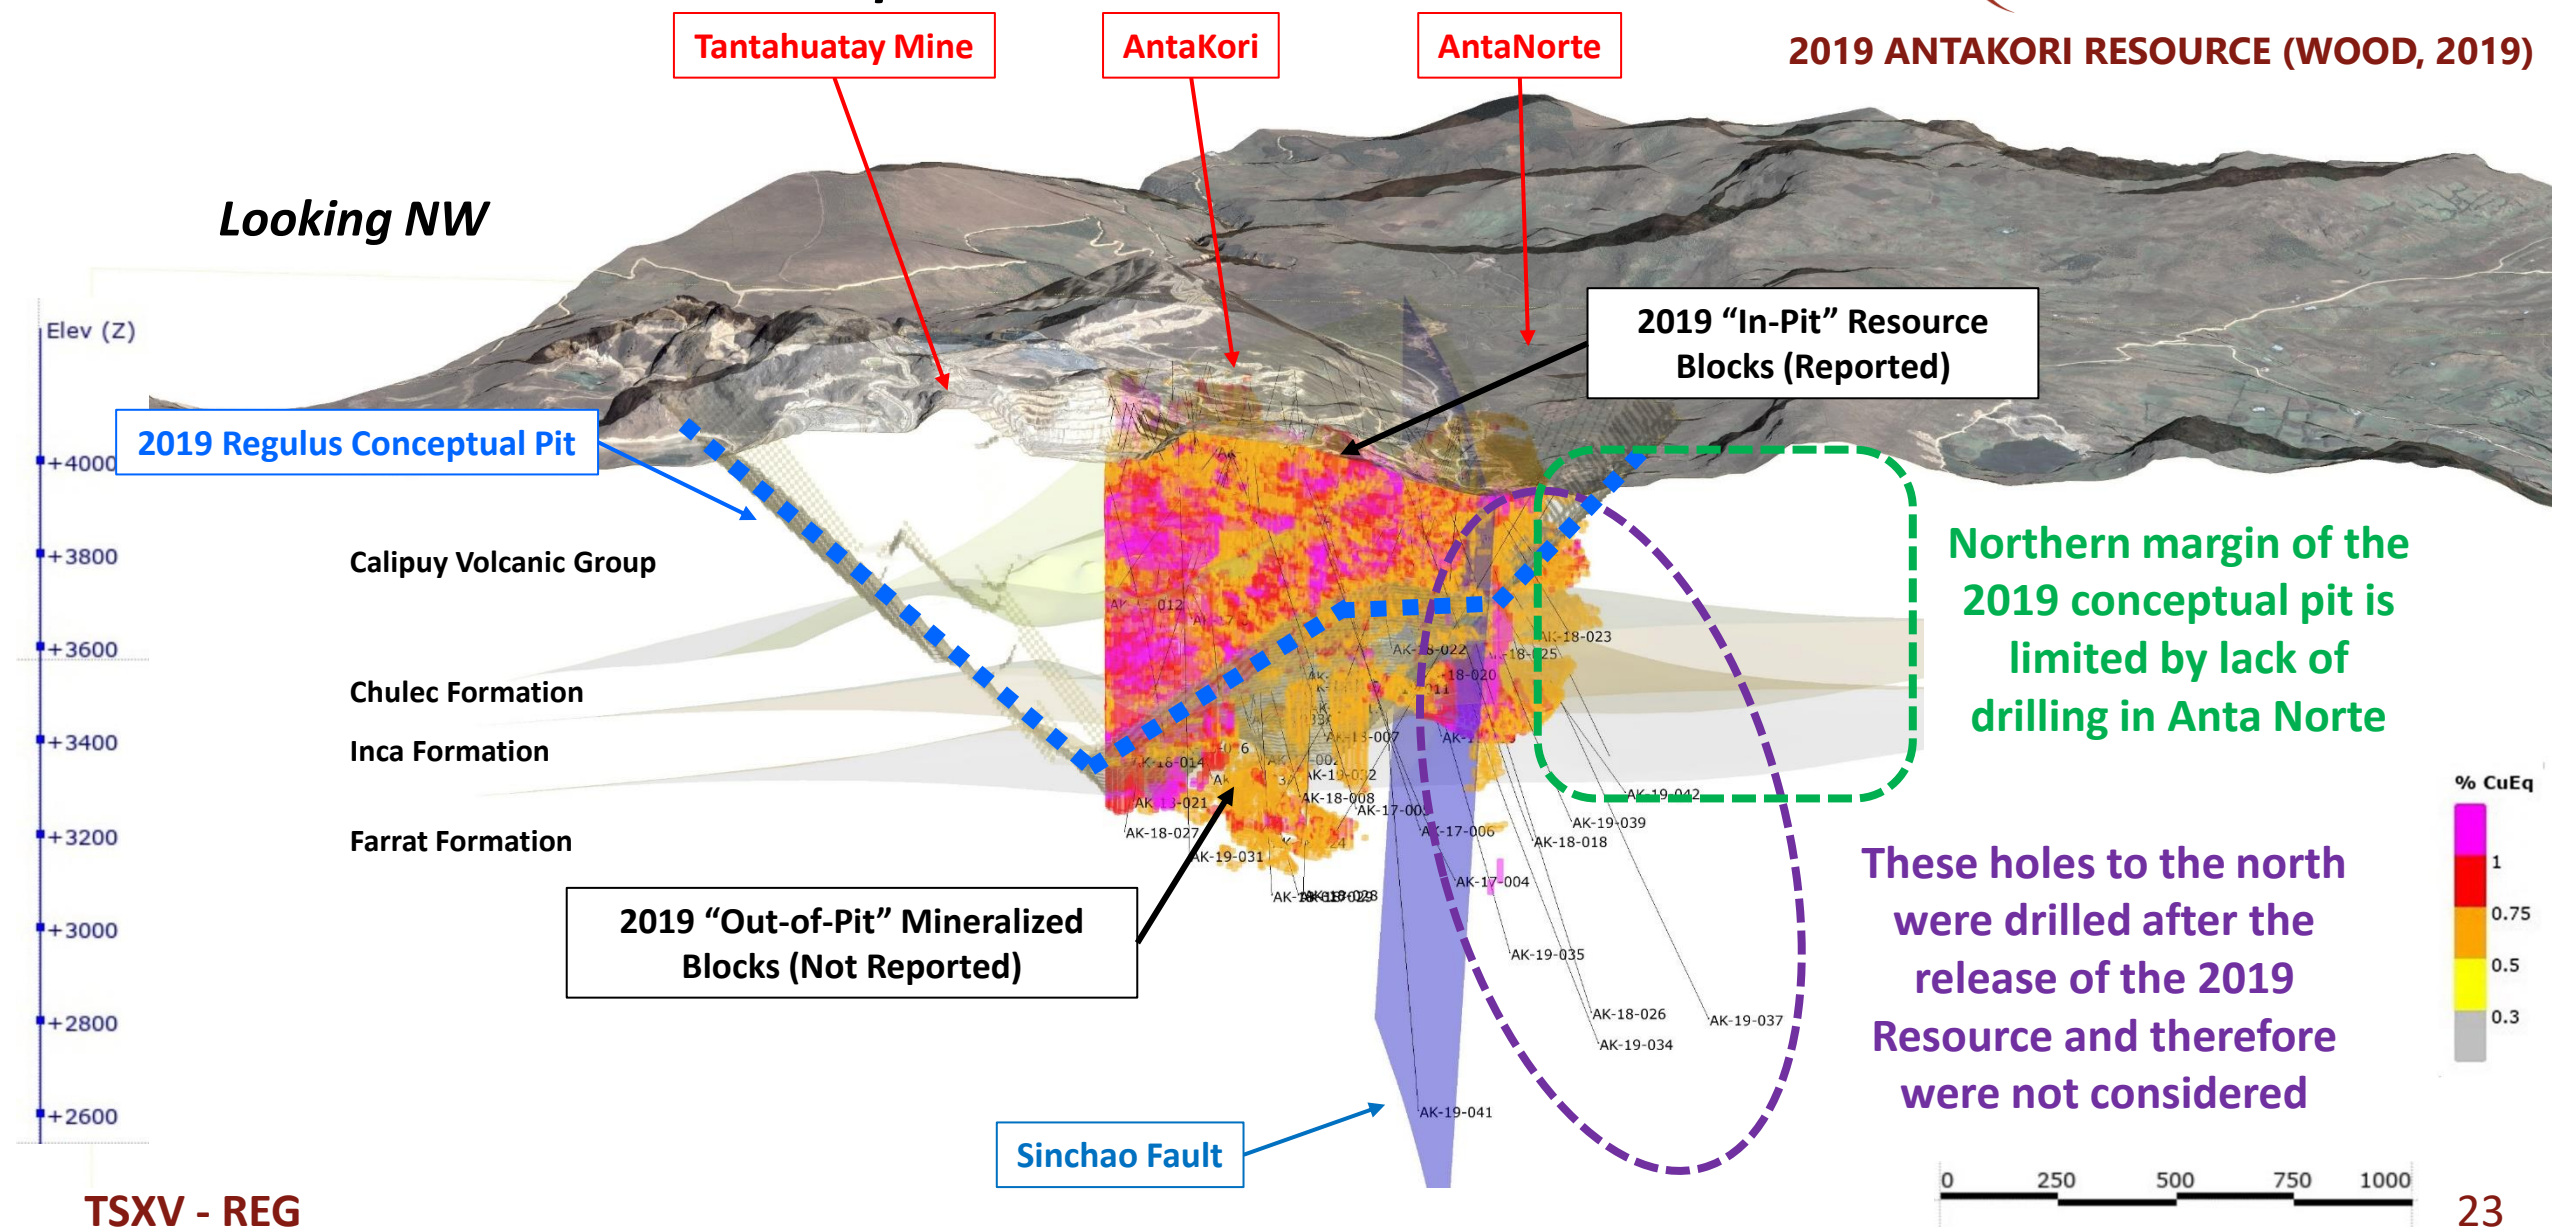 Tantahuatay Mine
AntaKori
AntaNorte
2019 ANTAKORI RESOURCE (WOOD, 2019)
Looking NW
2019 “In-Pit” Resource
Blocks (Reported)
Elev (Z)
2019 Regulus Conceptual Pit
+4000
+3800
+3600
+3400
+3200
+3000
+2800
+2600
Calipuy Volcanic Group
Chulec Formation
Inca Formation
Farrat Formation
Northern margin of the
2019 conceptual pit is
limited by lack of
drilling in Anta Norte
012
AK-18-023
AK-18-022
-18-025
-18-020
AK-18-014
AK-18-008
AK-17-006
AK-18-027
AK-19-031
AK-19-042
AK-19-039
AK-18-018
AK-17-004
AK-19-035
AK-18-026
AK-19-037
AK-19-034
AK-19-041
% CuEq
1
0.75
0.5
0.3
These holes to the north
were drilled after the
release of the 2019
Resource and therefore
were not considered
2019 “Out-of-Pit” Mineralized
Blocks (Not Reported)
Sinchao Fault
0 250 500 750 1000
TSXV - REG
23